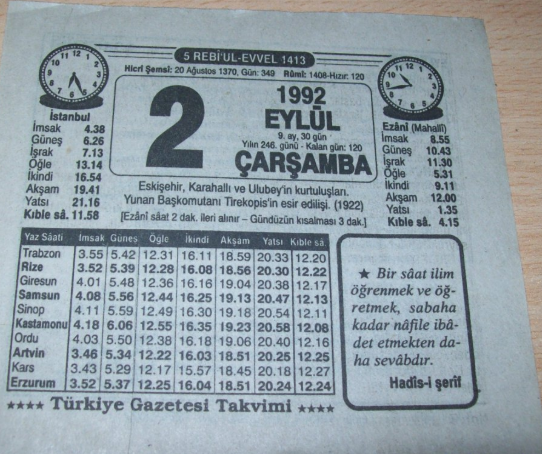 5 REBİ'UL-EVVEL 1413
Hicrî Şemsî: 20 Ağustos 1370, Gün: 349 Rûmî: 1408-Hızır: 120
2
1992
EYLÜL
9. ay, 30 gün
Yılın 246. günü - Kalan gün: 120
ÇARŞAMBA
İstanbul
İmsak 4.38
Güneş 6.26
İşrak 7.13
Öğle 13.14
İkindi 16.54
Akşam 19.41
Yatsı 21.16
Kıble sâ. 11.58
Ezânî (Mahallî)
İmsak 8.55
Güneş 10.43
İşrak 11.30
Öğle 5.31
İkindi 9.11
Akşam 12.00
Yatsı 1.35
Kıble sâ. 4.15
Eskişehir, Karahallı ve Ulubey'in kurtuluşları.
Yunan Başkomutanı Tirekopis'in esir edilişi. (1922)
[Ezânî sâat 2 dak. ileri alınır – Gündüzün kısalması 3 dak.]
Yaz Sâati İmsak Güneş Öğle İkindi Akşam Yatsı Kıble sâ.
Trabzon 3.55 5.42 12.31 16.11 18.59 20.33 12.20
Rize 3.52 5.39 12.28 16.08 18.56 20.30 12.22
Giresun 4.01 5.48 12.36 16.16 19.04 20.38 12.17
Samsun 4.08 5.56 12.44 16.25 19.13 20.47 12.13
Sinop 4.11 5.59 12.49 16.30 19.18 20.54 12.11
Kastamonu 4.18 6.06 12.55 16.35 19.23 20.58 12.08
Ordu 4.03 5.50 12.38 16.18 19.06 20.40 12.16
Artvin 3.46 5.34 12.22 16.03 18.51 20.25 12.25
Kars 3.43 5.29 12.17 15.57 18.45 20.18 12.27
Erzurum 3.52 5.37 12.25 16.04 18.51 20.24 12.24
★ Bir sâat ilim
öğrenmek ve öğ-
retmek, sabaha
kadar nâfile ibâ-
det etmekten da-
ha sevâbdır.
Hadîs-i şerîf
★★★★ Türkiye Gazetesi Takvimi ★★★★